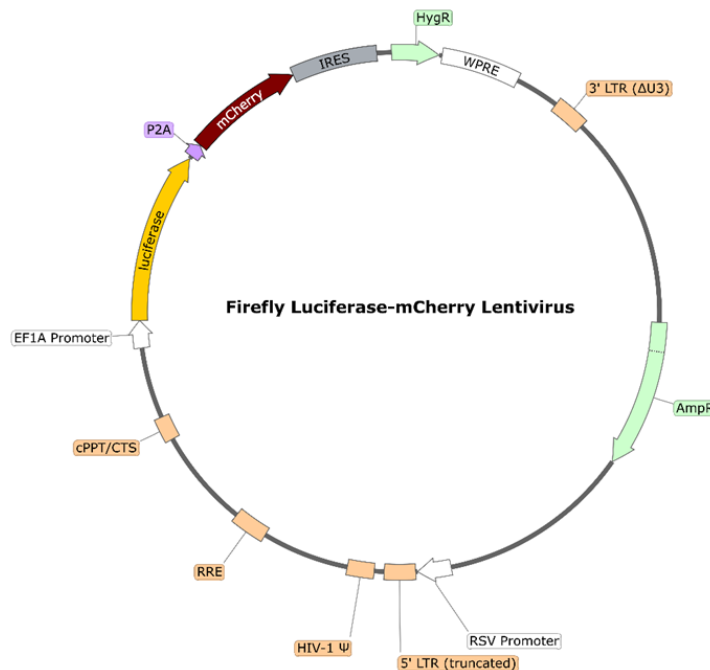 HygR
IRES
WPRE
3' LTR (ΔU3)
mCherry
P2A
luciferase
Firefly Luciferase-mCherry Lentivirus
EF1A Promoter
AmpR
cPPT/CTS
RRE
HIV-1 Ψ
RSV Promoter
5' LTR (truncated)